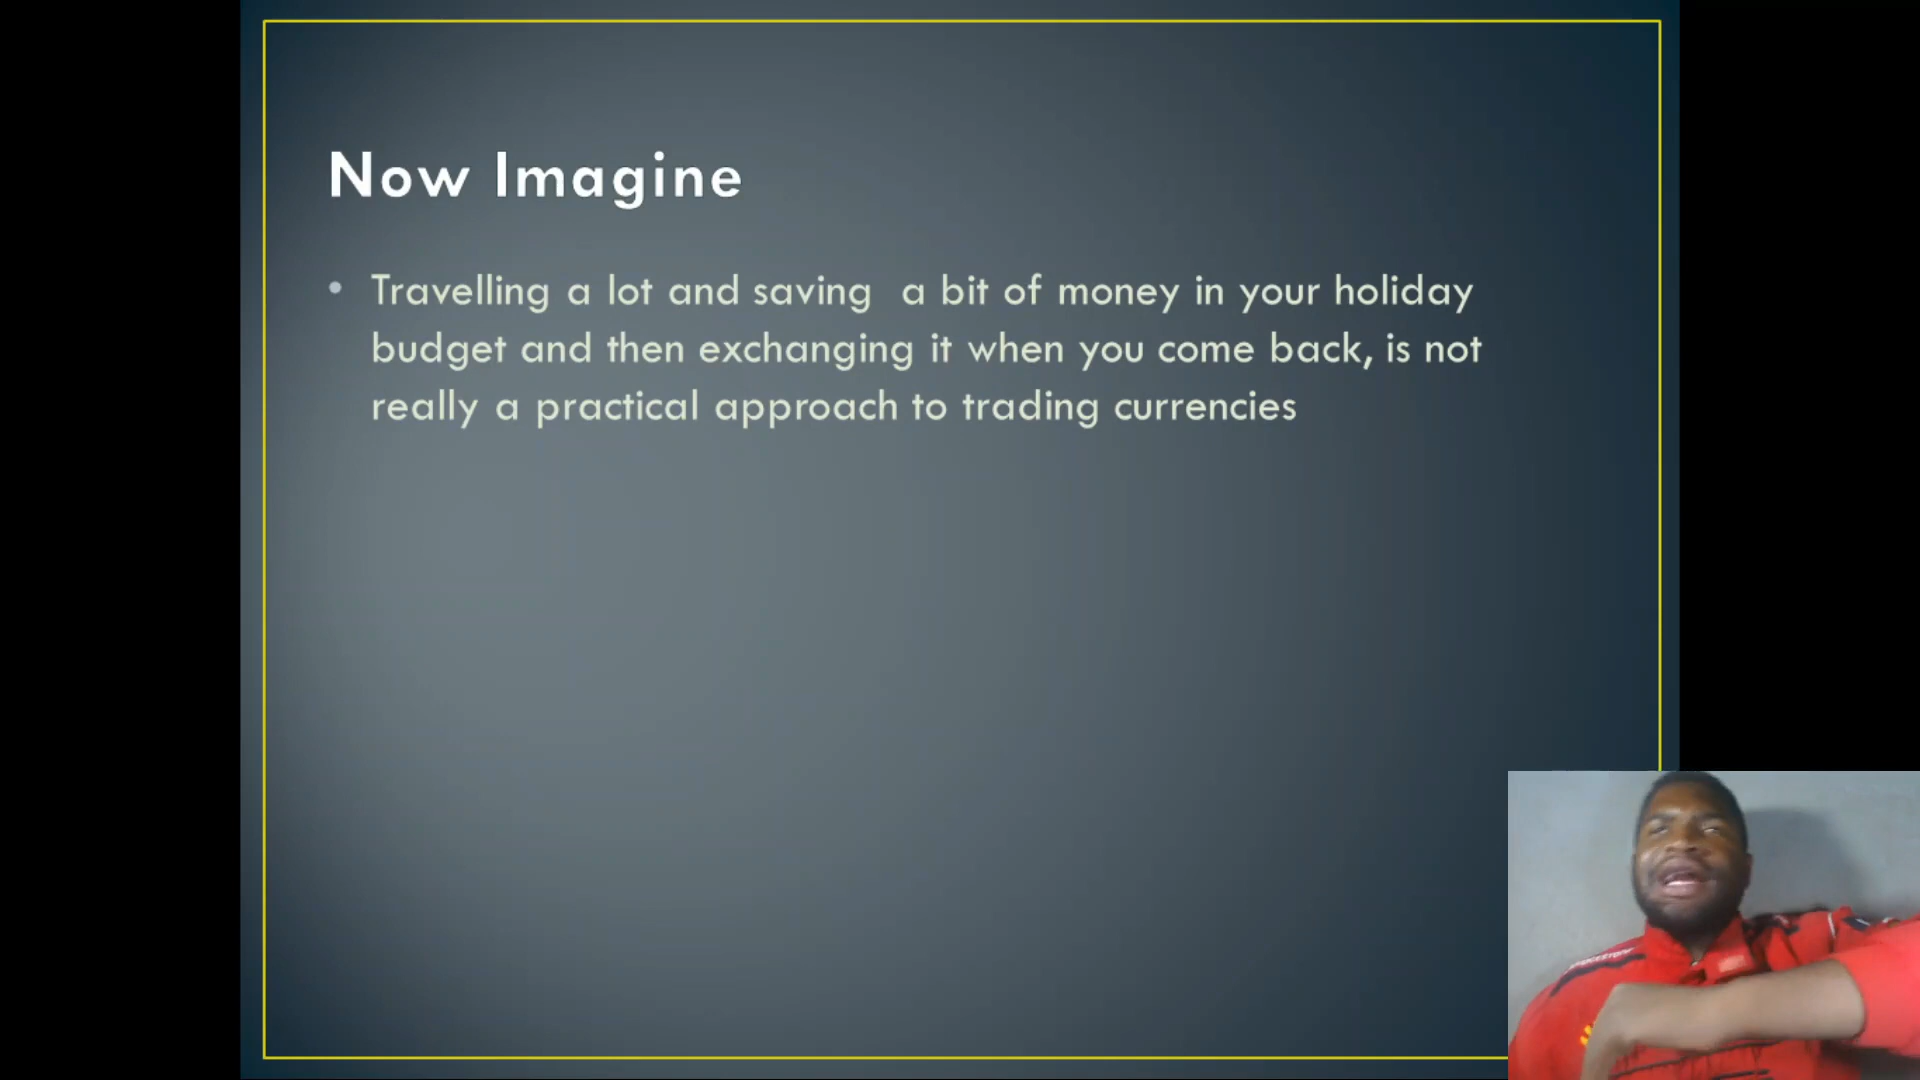 Now Imagine
• Travelling a lot and saving  a bit of money in your holiday
budget and then exchanging it when you come back, is not
really a practical approach to trading currencies